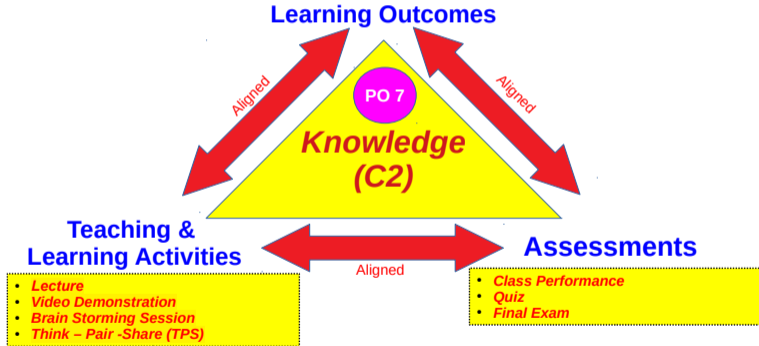 Learning Outcomes
Aligned
Aligned
PO 7
Knowledge
(C2)
Teaching &
Learning Activities
Aligned
Assessments
• Lecture
• Video Demonstration
• Brain Storming Session
• Think – Pair -Share (TPS)
• Class Performance
• Quiz
• Final Exam